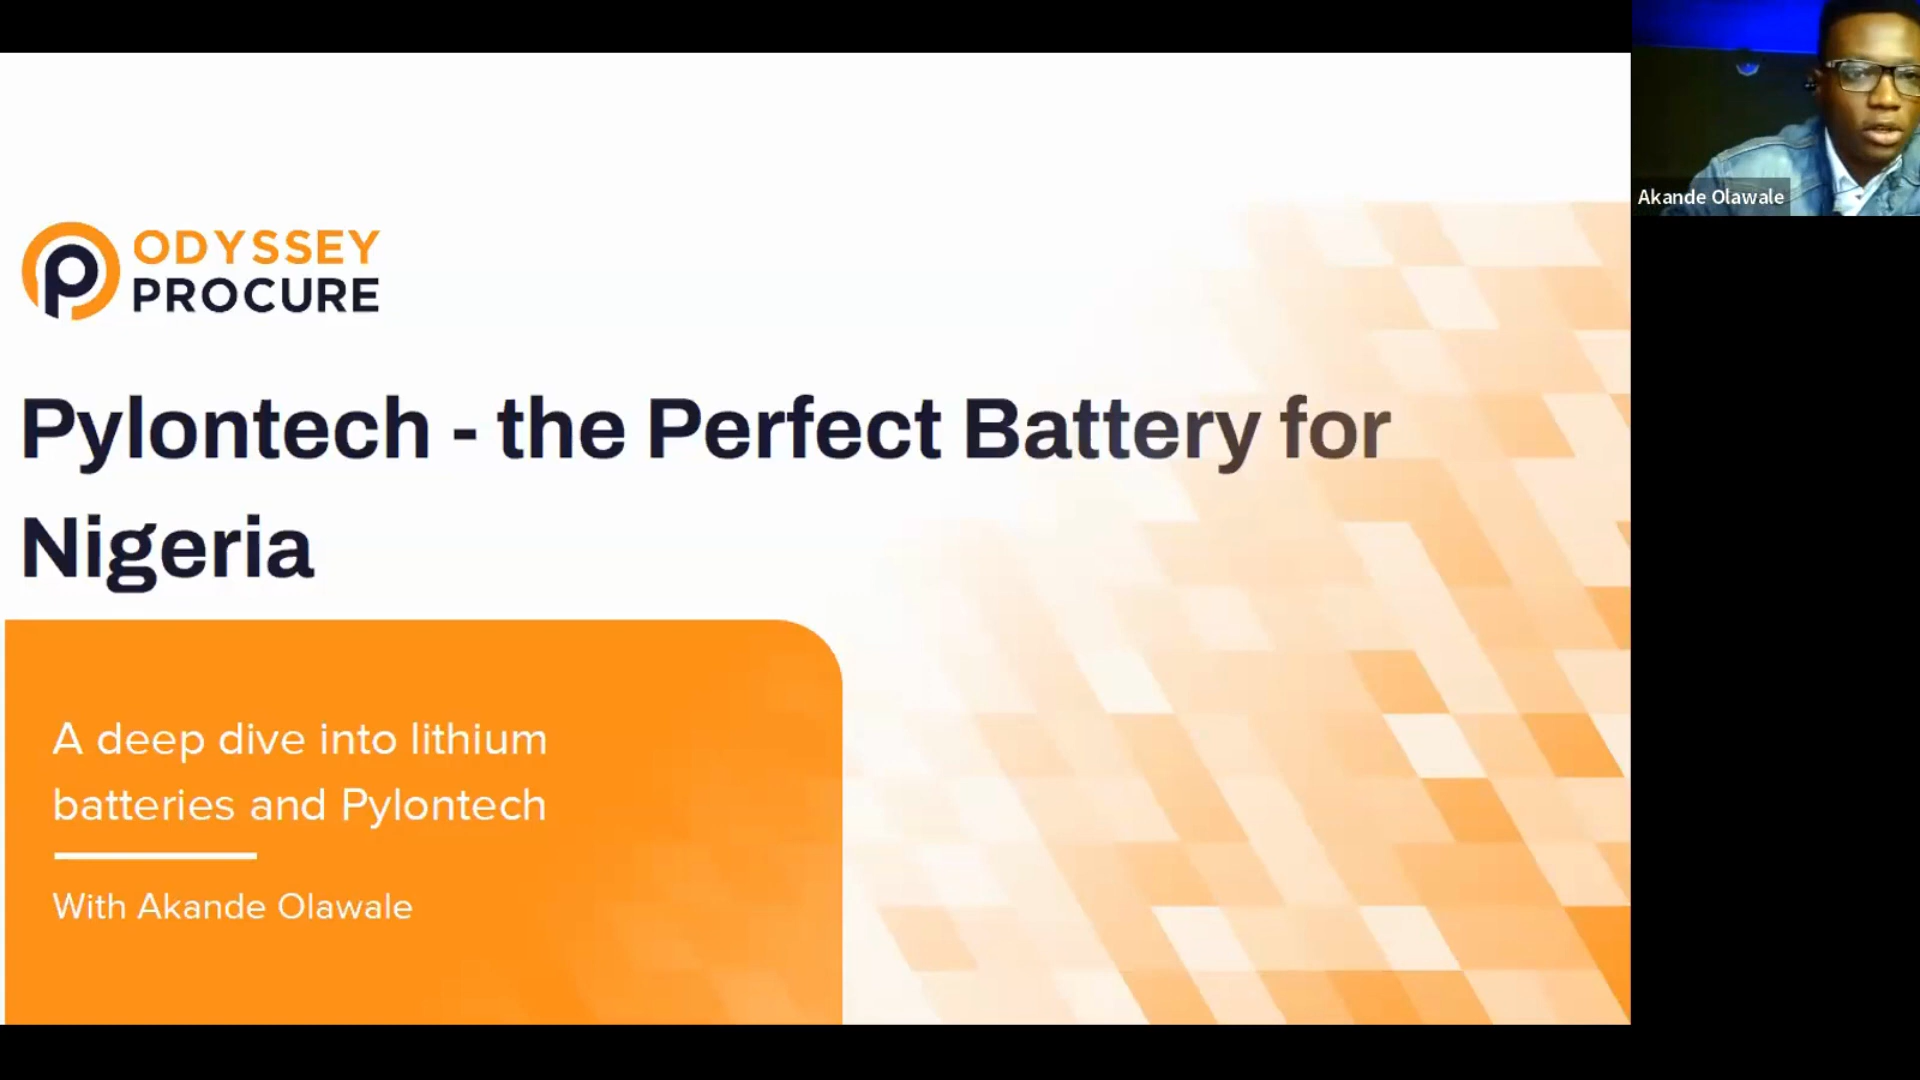 ODYSSEY
PROCURE
Pylontech - the Perfect Battery for
Nigeria
A deep dive into lithium
batteries and Pylontech
With Akande Olawale
Akande Olawale